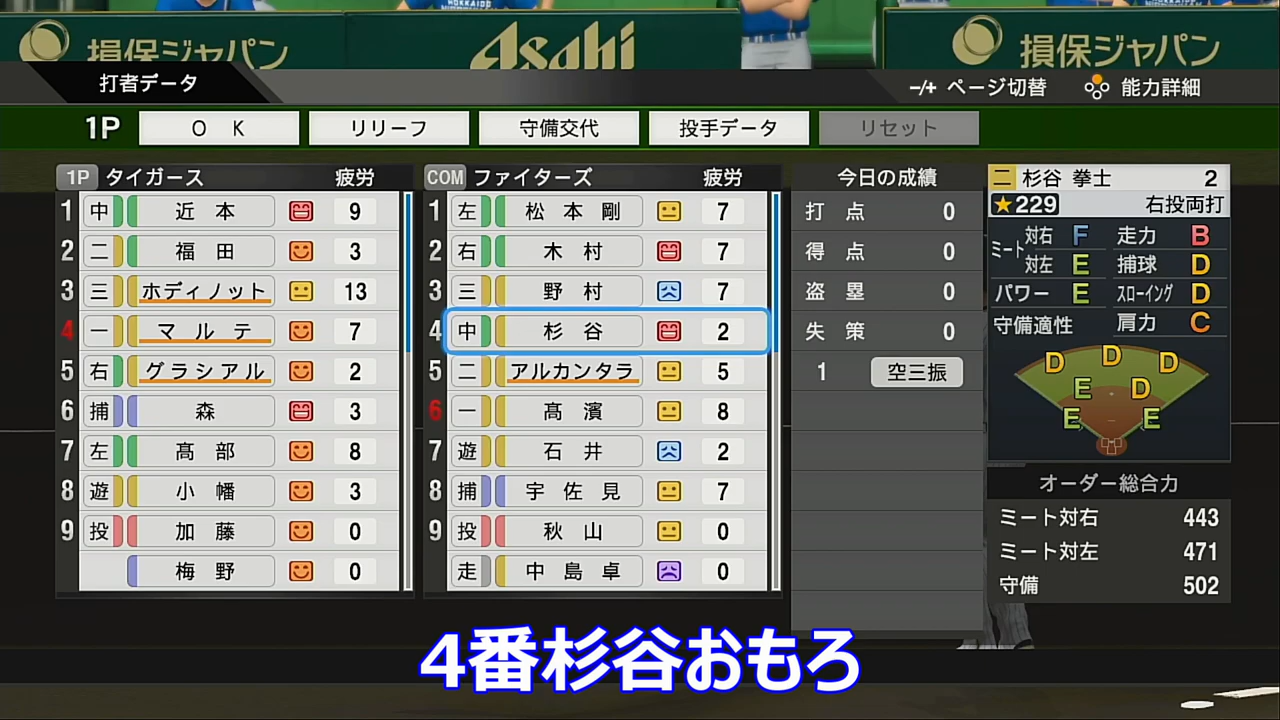 HOKKAIDO
損保ジャパン Asahi 損保ジャパン
打者データ -/+ ページ切替 能力詳細
1P O K リリーフ 守備交代 投手データ リセット
1P タイガース 疲労
1 中 近本 9
2 二 福田 3
3 三 ホディノット 13
4 一 マルテ 7
5 右 グラシアル 2
6 捕 森 3
7 左 髙部 8
8 遊 小幡 3
9 投 加藤 0
梅野 0
COM ファイターズ 疲労
1 左 松本剛 7
2 右 木村 7
3 三 野村 7
4 中 杉谷 2
5 二 アルカンタラ 5
6 一 髙濱 8
7 遊 石井 2
8 捕 宇佐見 7
9 投 秋山 0
走 中島卓 0
今日の成績
打点 0
得点 0
盗塁 0
失策 0
1 空三振
二 杉谷 拳士 2
★229 右投両打
ミート 対右 F 走力 B
対左 E 捕球 D
パワー E スローイング D
守備適性 肩力 C
D D D
E D
E E
オーダー総合力
ミート対右 443
ミート対左 471
守備 502
4番杉谷おもろ